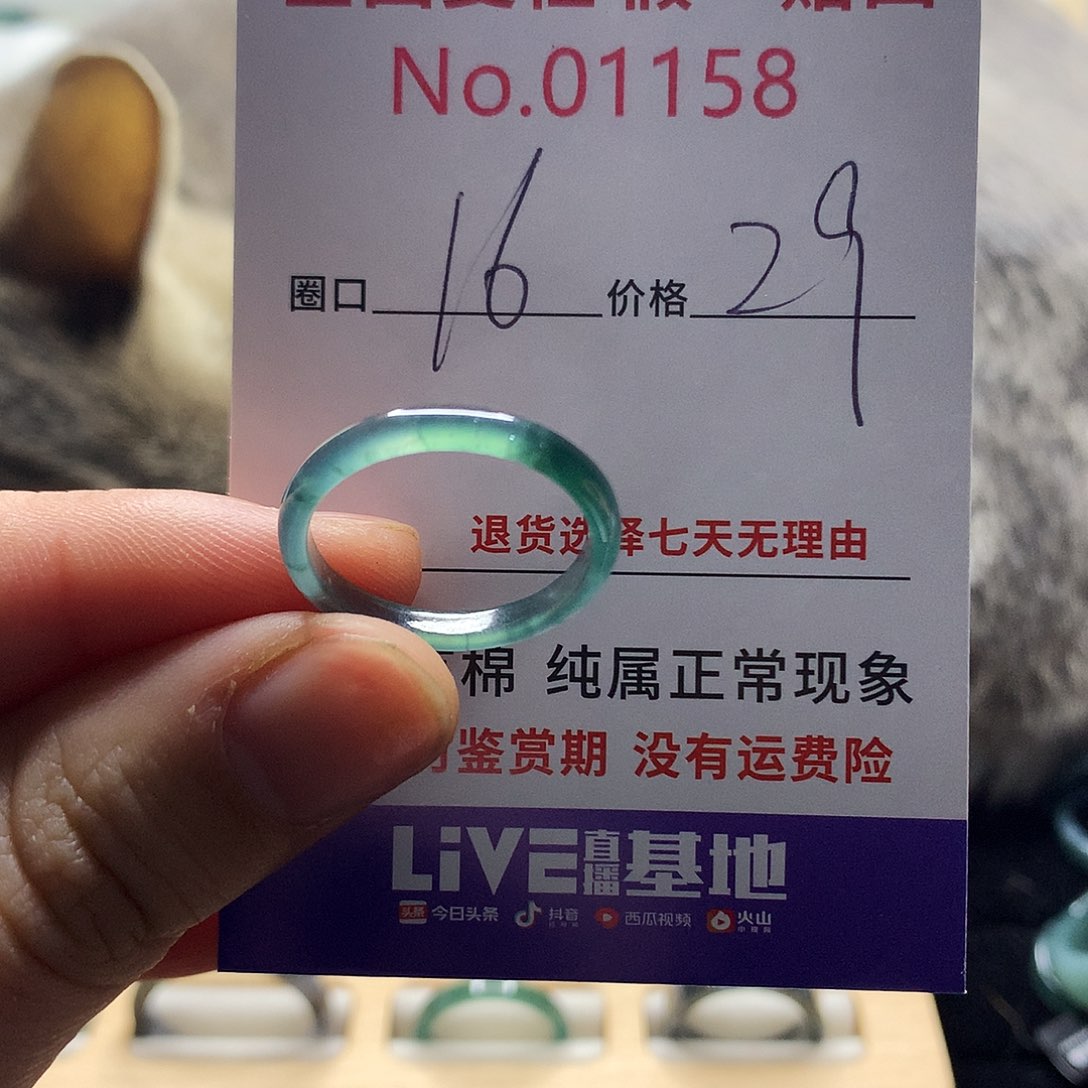 No.01158
圈口 16 价格 29
退货选择七天无理由
棉 纯属正常现象
鉴赏期 没有运费险
LiVE直播基地
头条 今日头条 抖音 西瓜视频 火山